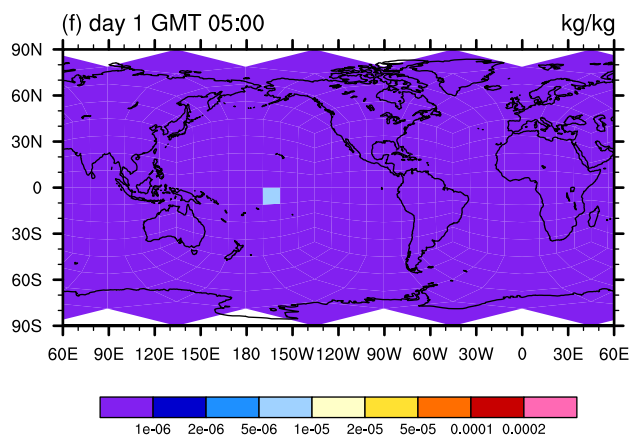 (f) day 1 GMT 05:00 kg/kg
90N
60N
30N
0
30S
60S
90S
60E 90E 120E 150E 180 150W 120W 90W 60W 30W 0 30E 60E
1e-06 2e-06 5e-06 1e-05 2e-05 5e-05 0.0001 0.0002